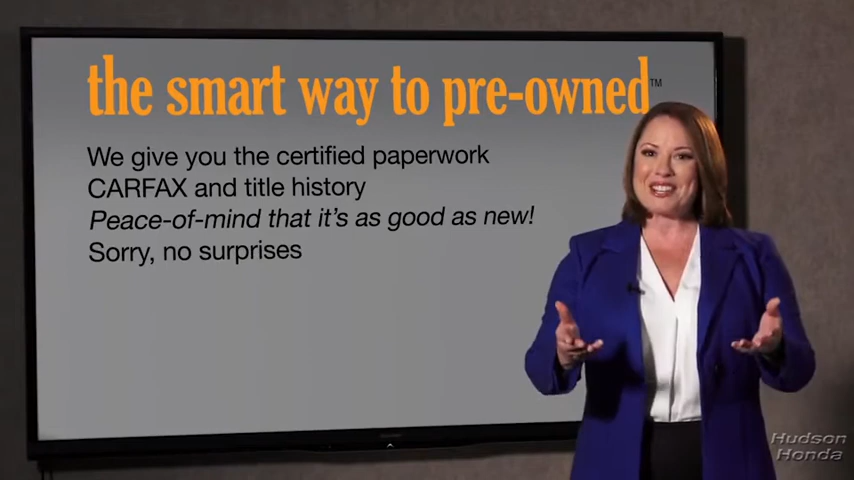 the smart way to pre-owned™
We give you the certified paperwork
CARFAX and title history
Peace-of-mind that it's as good as new!
Sorry, no surprises
Hudson
Honda